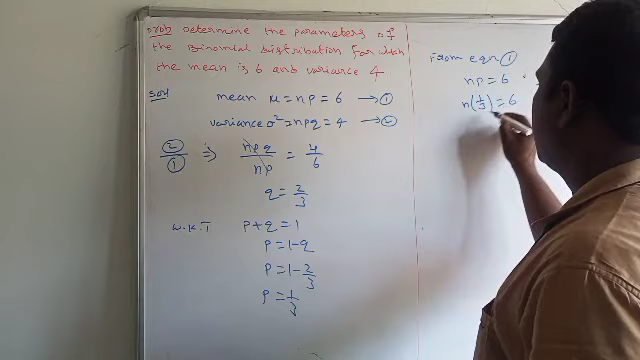 prob Determine the parameters of
the Binomial Distribution for which
the mean is 6 and variance 4
Sol
mean μ = np = 6 → ①
variance σ² = npq = 4 → ②
②/① ⇒ npq/np = 4/6
q = 2/3
W.K.T p+q = 1
p = 1-q
p = 1-2/3
p = 1/3
From eqn ①
np = 6
n(1/3) = 6